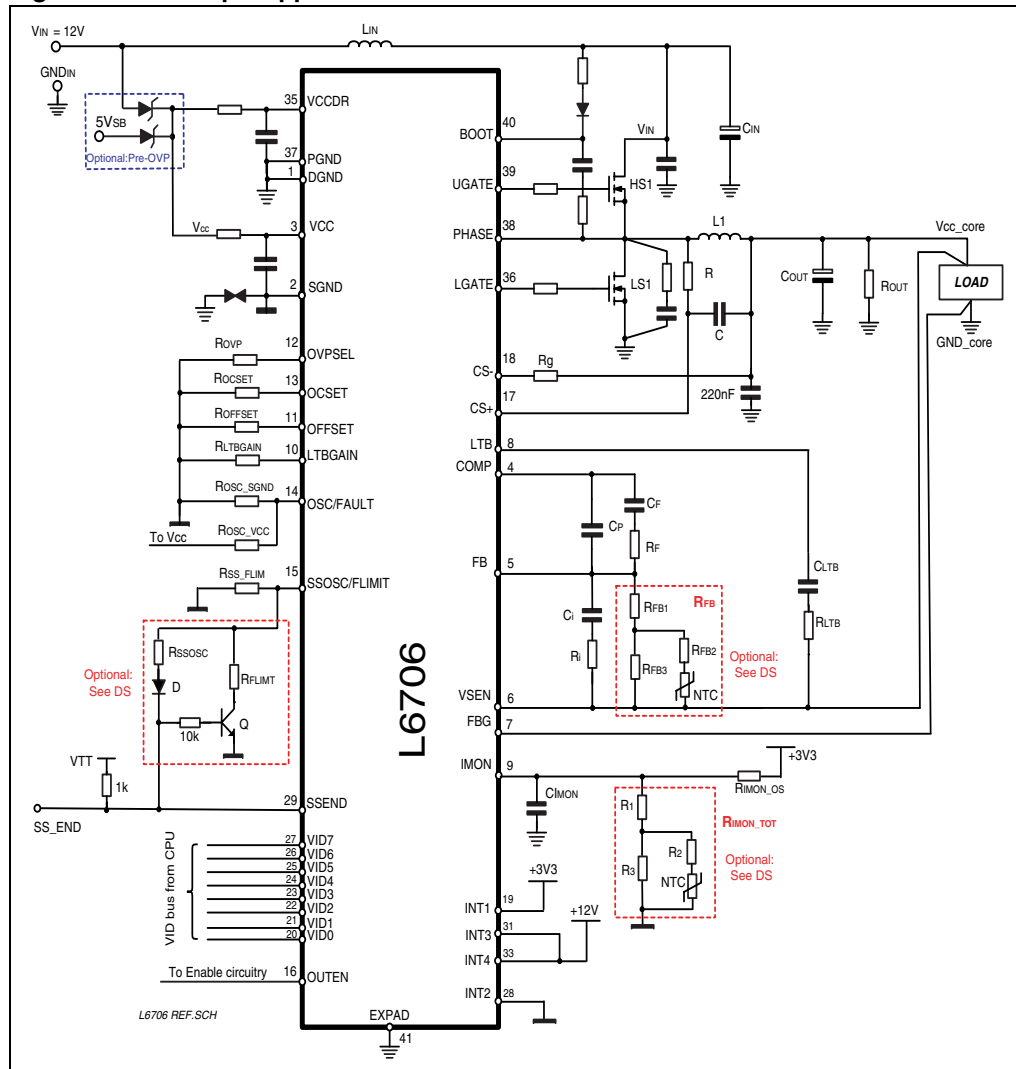 VIN = 12V
LIN
GNDIN
5VSB
Optional:Pre-OVP
35
VCCDR
37
PGND
1
DGND
Vcc
3
VCC
2
SGND
ROVP
12
OVPSEL
ROCSET
13
OCSET
ROFFSET
11
OFFSET
RLTBGAIN
10
LTBGAIN
ROSC_SGND
14
OSC/FAULT
To Vcc
ROSC_VCC
RSS_FLIM
15
SSOSC/FLIMIT
Optional:
See DS
RSSOSC
D
RFLIMT
10k
Q
VTT
1k
SS_END
29
SSEND
VID bus from CPU
27
VID7
26
VID6
25
VID5
24
VID4
23
VID3
22
VID2
21
VID1
20
VID0
To Enable circuitry
16
OUTEN
L6706 REF.SCH
EXPAD
41
L6706
BOOT
40
VIN
CIN
UGATE
39
HS1
PHASE
38
L1
Vcc_core
LGATE
36
LS1
R
C
COUT
ROUT
LOAD
GND_core
CS-
18
Rg
CS+
17
220nF
LTB
8
COMP
4
CP
CF
RF
FB
5
Ci
Ri
RFB1
RFB
RFB2
RFB3
NTC
Optional:
See DS
CLTB
RLTB
VSEN
6
FBG
7
IMON
9
CIMON
+3V3
RIMON_OS
R1
RIMON_TOT
R2
R3
NTC
Optional:
See DS
+3V3
INT1
19
+12V
INT3
31
INT4
33
INT2
28